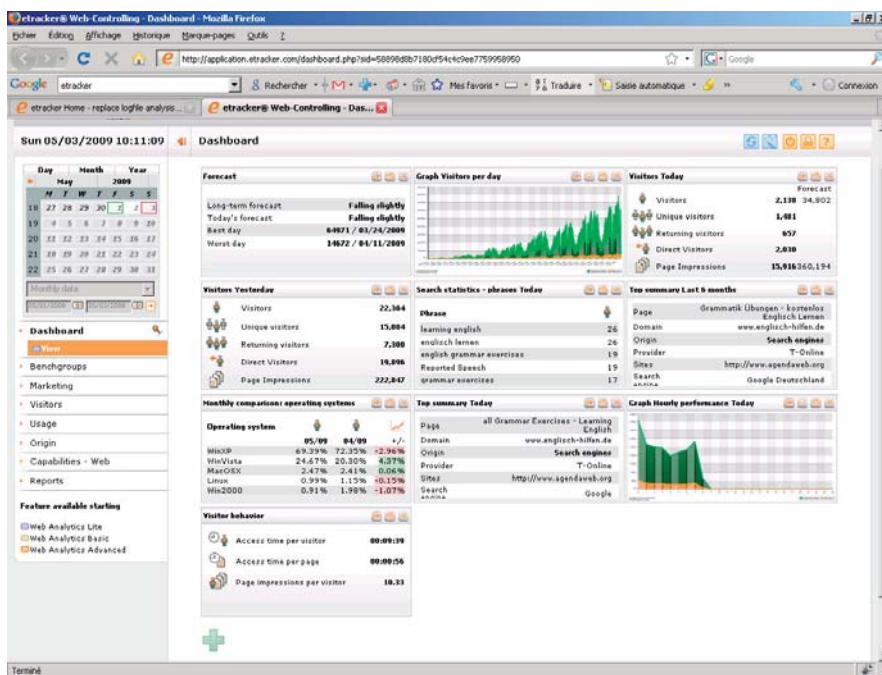 etracker® Web-Controlling - Dashboard - Mozilla Firefox
Fichier Édition Affichage Historique Marque-pages Outils ?
http://application.etracker.com/dashboard.php?sid=58898d8b7180df54c4c9ee7759958950
Google
Google etracker Rechercher Mes favoris Traduire Saisie automatique Connexion
etracker Home - replace logfile analysis...
etracker® Web-Controlling - Das...
Sun 05/03/2009 10:11:09
Dashboard
Day Month Year
May 2009
M T W T F S S
18 27 28 29 30 1 2 3
19 4 5 6 7 8 9 10
20 11 12 13 14 15 16 17
21 18 19 20 21 22 23 24
22 25 26 27 28 29 30 31
Monthly data
Dashboard
View
Benchgroups
Marketing
Visitors
Usage
Origin
Capabilities - Web
Reports
Feature available starting
Web Analytics Lite
Web Analytics Basic
Web Analytics Advanced
Forecast
Long-term forecast Falling slightly
Today's forecast Falling slightly
Best day 64971 / 03/24/2009
Worst day 14672 / 04/11/2009
Graph Visitors per day
Visitors Today
Forecast
Visitors 2,138 34,802
Unique visitors 1,481
Returning visitors 657
Direct Visitors 2,030
Page Impressions 15,916 360,194
Visitors Yesterday
Visitors 22,384
Unique visitors 15,084
Returning visitors 7,300
Direct Visitors 19,896
Page Impressions 222,847
Search statistics - phrases Today
Phrase
learning english 26
englisch lernen 26
english grammar exercises 19
Reported Speech 19
grammar exercises 17
Top summary Last 6 months
Page Grammatik Übungen - kostenlos Englisch Lernen
Domain www.englisch-hilfen.de
Origin Search engines
Provider T-Online
Sites http://www.agendaweb.org
Search engine Google Deutschland
Monthly comparison: operating systems
Operating system
05/09 04/09 +/-
WinXP 69.39% 72.35% -2.96%
WinVista 24.67% 20.30% 4.37%
MacOSX 2.47% 2.41% 0.06%
Linux 0.99% 1.15% -0.15%
Win2000 0.91% 1.98% -1.07%
Top summary Today
Page all Grammar Exercises - Learning English
Domain www.englisch-hilfen.de
Origin Search engines
Provider T-Online
Sites http://www.agendaweb.org
Search engine Google
Graph Hourly performance Today
Visitor behavior
Access time per visitor 00:09:39
Access time per page 00:00:56
Page impressions per visitor 10.33
Terminé